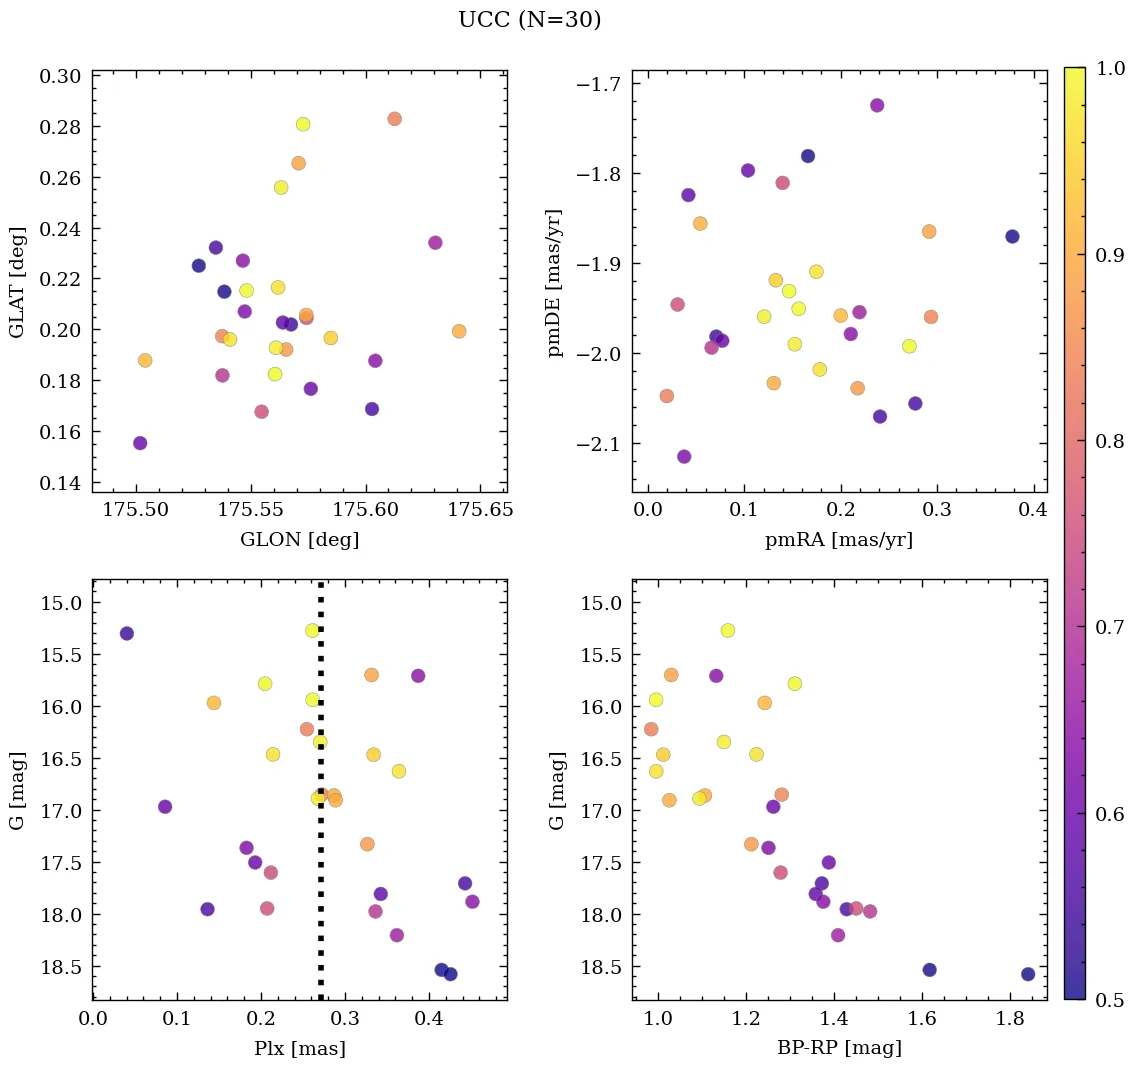 UCC (N=30)
0.30
0.28
0.26
0.24
0.22
0.20
0.18
0.16
0.14
GLAT [deg]
175.50 175.55 175.60 175.65
GLON [deg]
−1.7
−1.8
−1.9
−2.0
−2.1
pmDE [mas/yr]
0.0 0.1 0.2 0.3 0.4
pmRA [mas/yr]
1.0
0.9
0.8
0.7
0.6
0.5
15.0
15.5
16.0
16.5
17.0
17.5
18.0
18.5
G [mag]
0.0 0.1 0.2 0.3 0.4
Plx [mas]
15.0
15.5
16.0
16.5
17.0
17.5
18.0
18.5
G [mag]
1.0 1.2 1.4 1.6 1.8
BP-RP [mag]